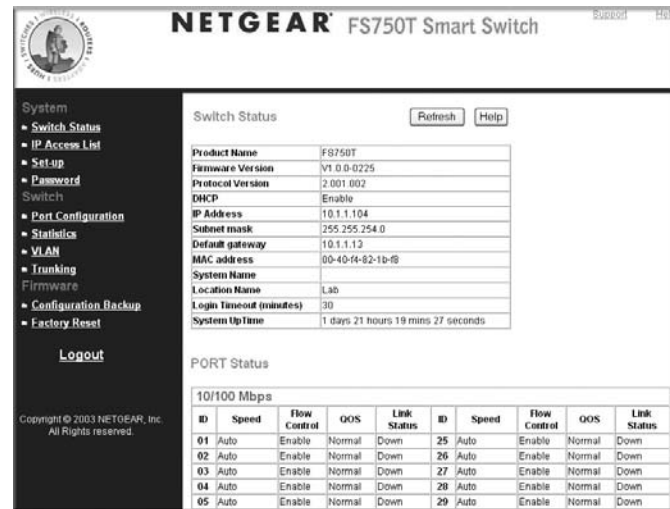 NETGEAR FS750T Smart Switch
Support
System
Switch Status
IP Access List
Set-up
Password
Switch
Port Configuration
Statistics
VLAN
Trunking
Firmware
Configuration Backup
Factory Reset
Logout
Copyright © 2003 NETGEAR, Inc.
All Rights reserved.
Switch Status
Refresh
Help
Product Name FS750T
Firmware Version V1.0.0-0225
Protocol Version 2.001.002
DHCP Enable
IP Address 10.1.1.104
Subnet mask 255.255.254.0
Default gateway 10.1.1.13
MAC address 00-40-f4-82-1b-f8
System Name
Location Name Lab
Login Timeout (minutes) 30
System UpTime 1 days 21 hours 19 mins 27 seconds
PORT Status
10/100 Mbps
ID Speed Flow Control QOS Link Status ID Speed Flow Control QOS Link Status
01 Auto Enable Normal Down 25 Auto Enable Normal Down
02 Auto Enable Normal Down 26 Auto Enable Normal Down
03 Auto Enable Normal Down 27 Auto Enable Normal Down
04 Auto Enable Normal Down 28 Auto Enable Normal Down
05 Auto Enable Normal Down 29 Auto Enable Normal Down